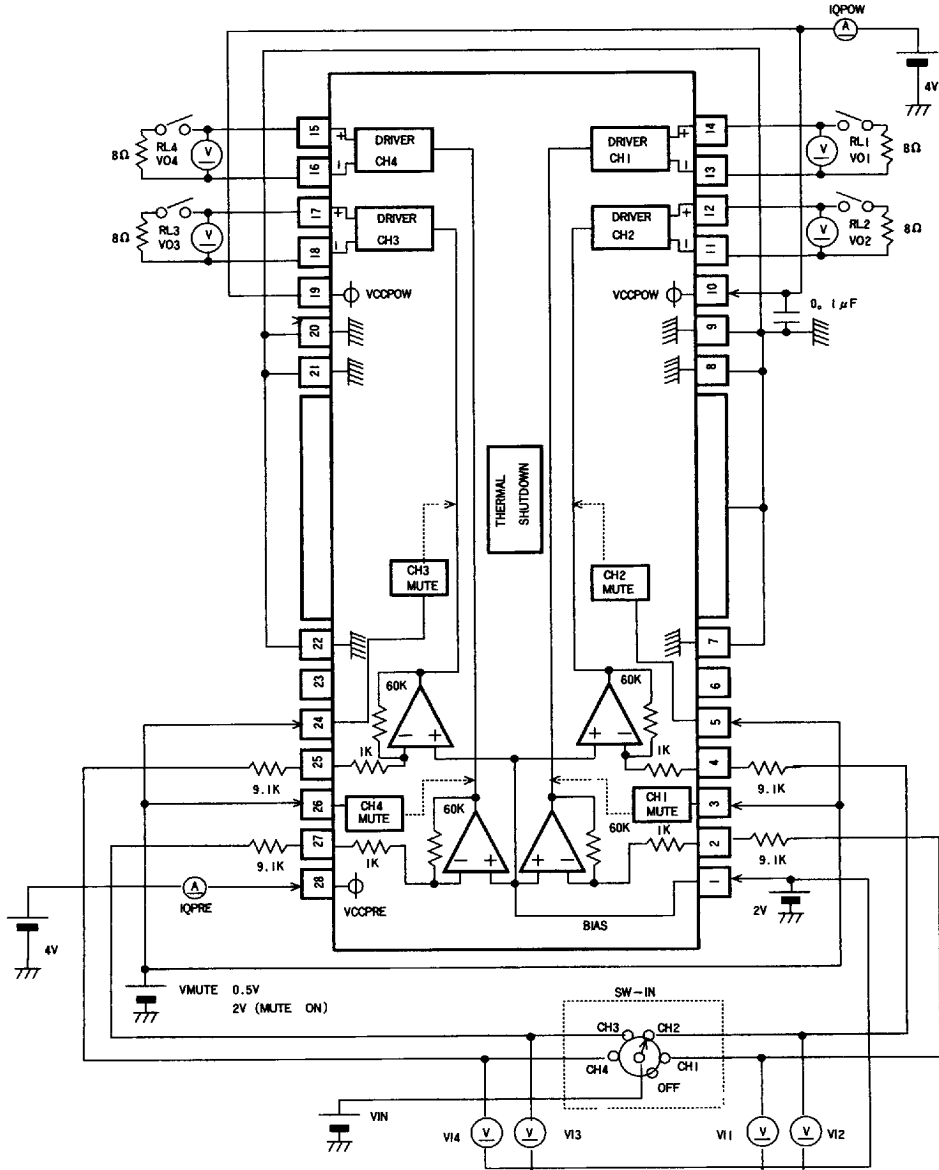 IQPOW
A
4V
15
+
DRIVER
CH4
14
+
DRIVER
CH1
8Ω
RL4
VO4
V
16
-
13
-
V
RL1
VO1
8Ω
17
+
DRIVER
CH3
12
+
DRIVER
CH2
8Ω
RL3
VO3
V
18
-
11
-
V
RL2
VO2
8Ω
19
VCCPOW
VCCPOW
10
0.1μF
20
9
21
8
THERMAL
SHUTDOWN
CH3
MUTE
CH2
MUTE
22
7
23
60K
6
24
- +
+ -
5
25
1K
1K
4
9.1K
9.1K
26
CH4
MUTE
60K
60K
CH1
MUTE
3
27
1K
- +
+ -
1K
2
9.1K
9.1K
28
VCCPRE
1
A
IQPRE
BIAS
2V
4V
VMUTE 0.5V
2V (MUTE ON)
SW-IN
CH3
CH2
CH4
CH1
OFF
VIN
VI4
V
V
VI3
VI1
V
V
VI2